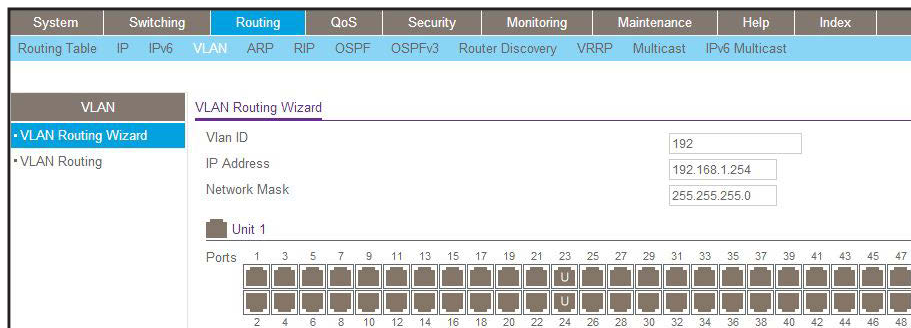 System Switching Routing QoS Security Monitoring Maintenance Help Index
Routing Table IP IPv6 VLAN ARP RIP OSPF OSPFv3 Router Discovery VRRP Multicast IPv6 Multicast
VLAN
VLAN Routing Wizard
VLAN Routing
VLAN Routing Wizard
Vlan ID 192
IP Address 192.168.1.254
Network Mask 255.255.255.0
Unit 1
Ports 1 3 5 7 9 11 13 15 17 19 21 23 25 27 29 31 33 35 37 39 41 43 45 47
U
U
2 4 6 8 10 12 14 16 18 20 22 24 26 28 30 32 34 36 38 40 42 44 46 48